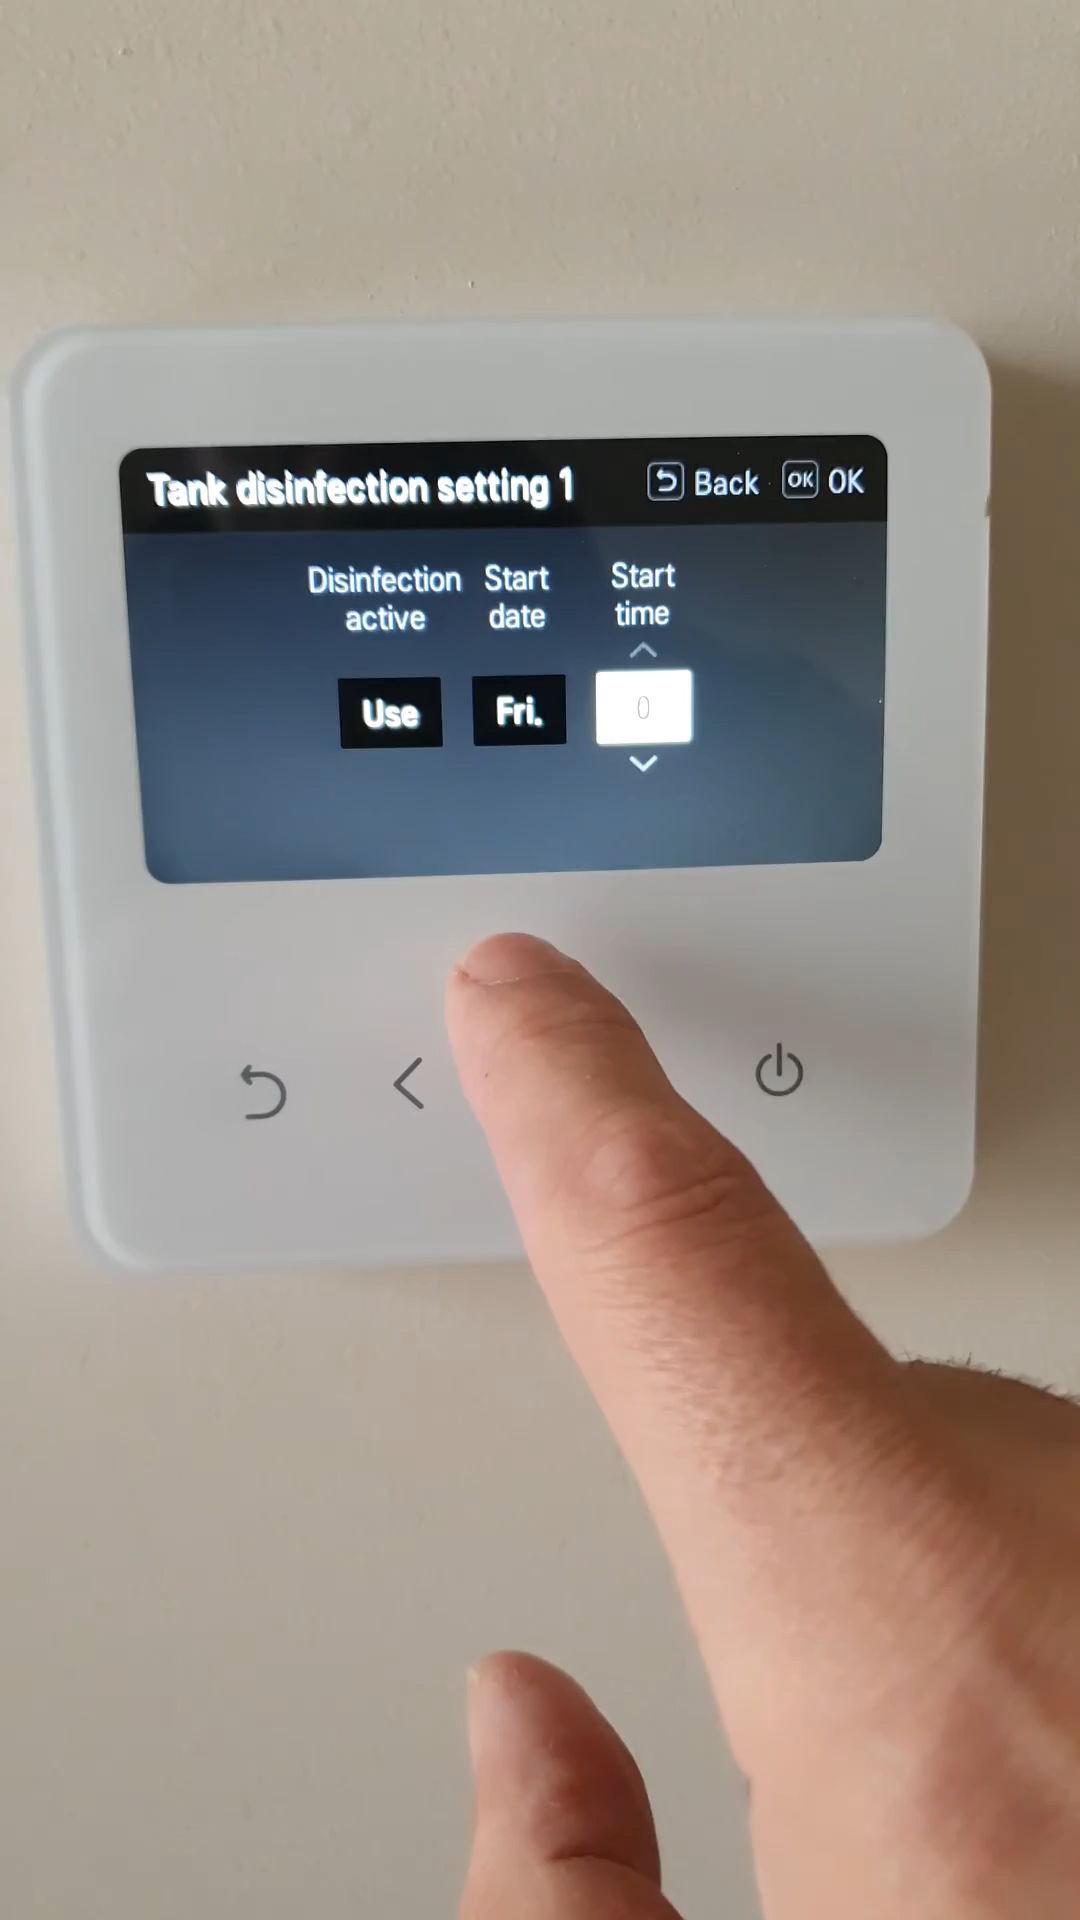 Tank disinfection setting 1
Back
OK OK
Disinfection
active
Start
date
Start
time
Use
Fri.
0